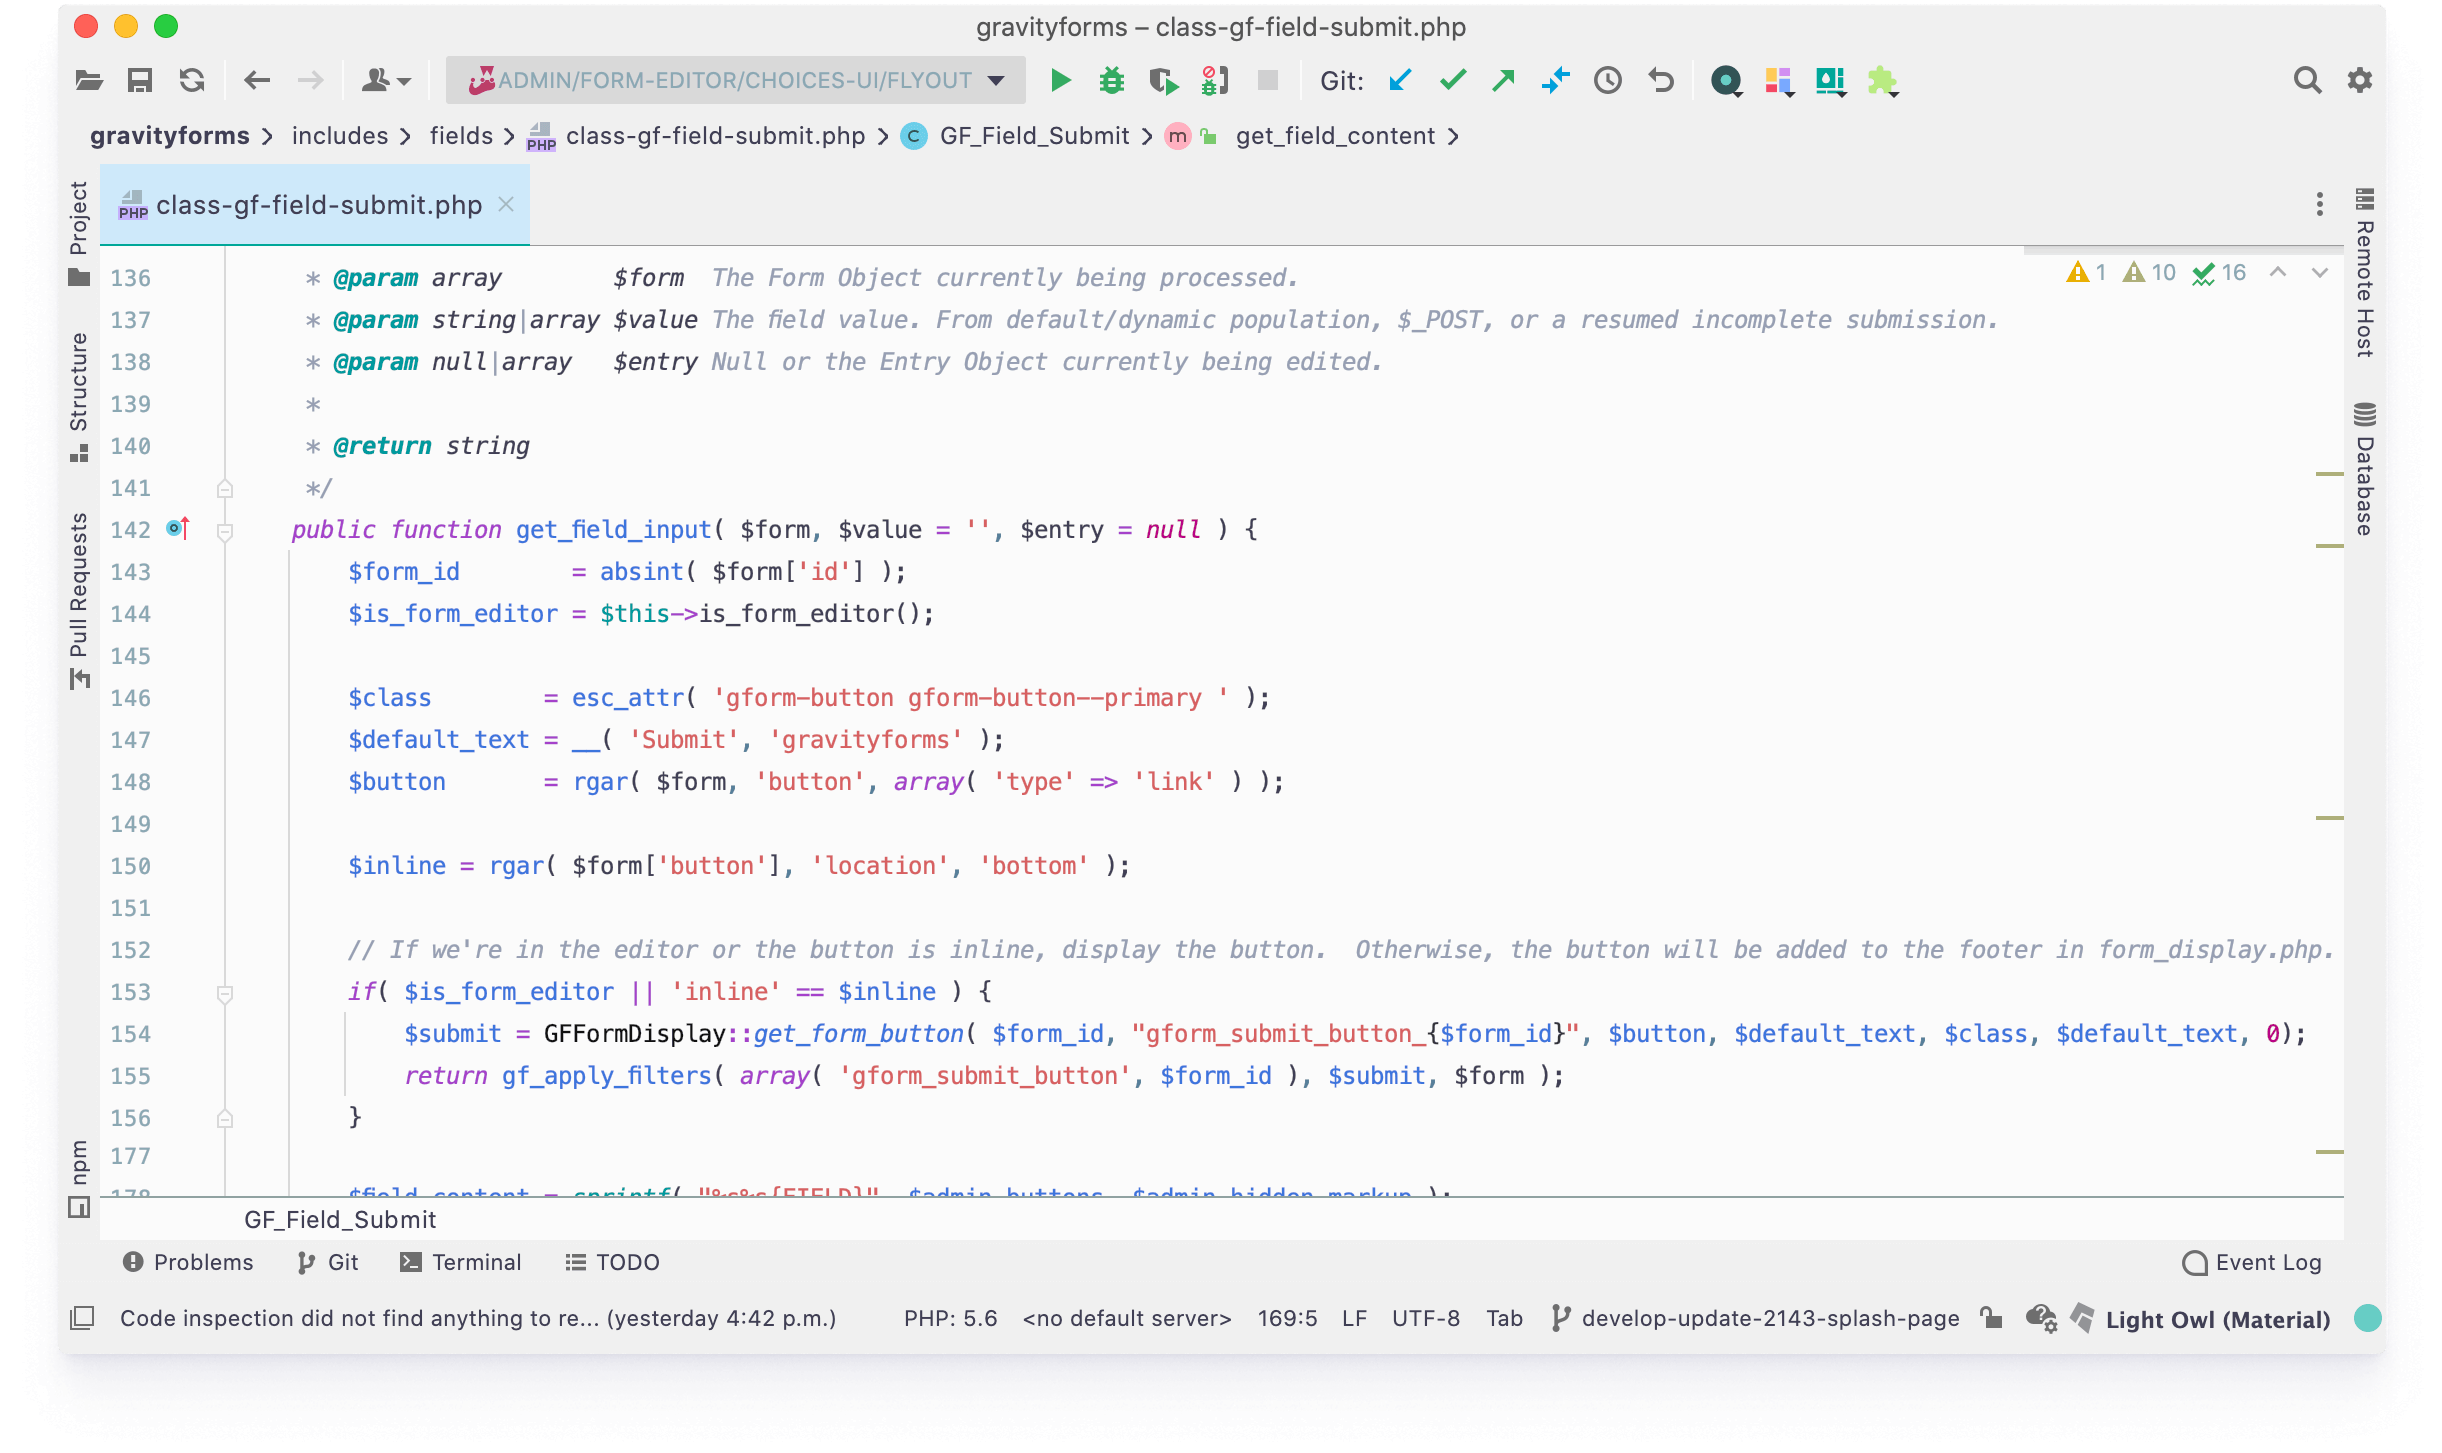 gravityforms – class-gf-field-submit.php
ADMIN/FORM-EDITOR/CHOICES-UI/FLYOUT
Git:
gravityforms > includes > fields > PHP class-gf-field-submit.php > C GF_Field_Submit > m get_field_content >
PHP class-gf-field-submit.php ×
Project
Structure
Pull Requests
npm
Remote Host
Database
1 10 16
136 * @param array        $form  The Form Object currently being processed.
137 * @param string|array $value The field value. From default/dynamic population, $_POST, or a resumed incomplete submission.
138 * @param null|array   $entry Null or the Entry Object currently being edited.
139 *
140 * @return string
141 */
142 public function get_field_input( $form, $value = '', $entry = null ) {
143     $form_id        = absint( $form['id'] );
144     $is_form_editor = $this->is_form_editor();
145
146     $class        = esc_attr( 'gform-button gform-button--primary ' );
147     $default_text = __( 'Submit', 'gravityforms' );
148     $button       = rgar( $form, 'button', array( 'type' => 'link' ) );
149
150     $inline = rgar( $form['button'], 'location', 'bottom' );
151
152     // If we're in the editor or the button is inline, display the button.  Otherwise, the button will be added to the footer in form_display.php.
153     if( $is_form_editor || 'inline' == $inline ) {
154         $submit = GFFormDisplay::get_form_button( $form_id, "gform_submit_button_{$form_id}", $button, $default_text, $class, $default_text, 0);
155         return gf_apply_filters( array( 'gform_submit_button', $form_id ), $submit, $form );
156     }
177
178     $field_content = sprintf( "%s%s{FIELD}", $admin_buttons, $admin_hidden_markup );
GF_Field_Submit
Problems Git Terminal TODO Event Log
Code inspection did not find anything to re... (yesterday 4:42 p.m.) PHP: 5.6 <no default server> 169:5 LF UTF-8 Tab develop-update-2143-splash-page Light Owl (Material)